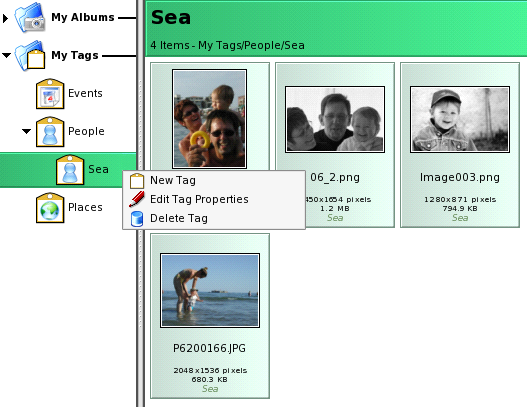 My Albums
My Tags
Events
People
Sea
Places
Sea
4 Items - My Tags/People/Sea
New Tag
Edit Tag Properties
Delete Tag
06_2.png
450x1654 pixels
1.2 MB
Sea
Image003.png
1280x871 pixels
794.9 KB
Sea
P6200166.JPG
2048x1536 pixels
680.3 KB
Sea